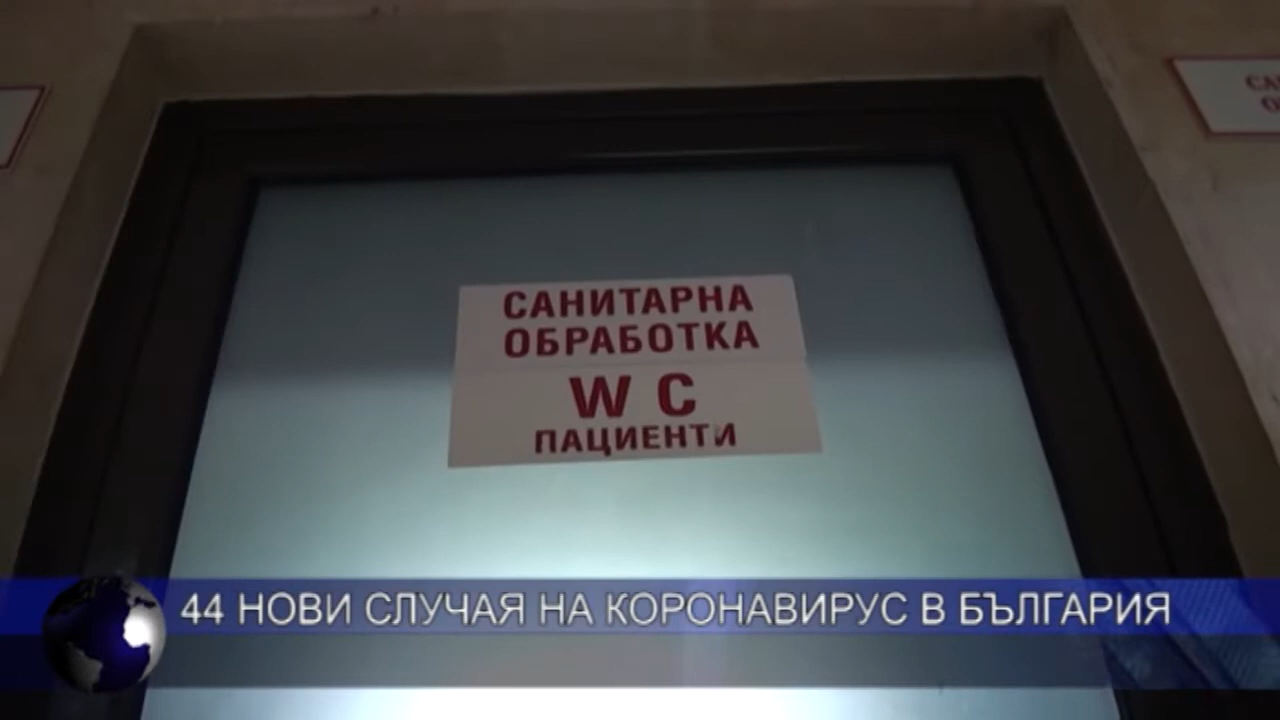 САНИТАРНА
ОБРАБОТКА
W C
ПАЦИЕНТИ
44 НОВИ СЛУЧАЯ НА КОРОНАВИРУС В БЪЛГАРИЯ